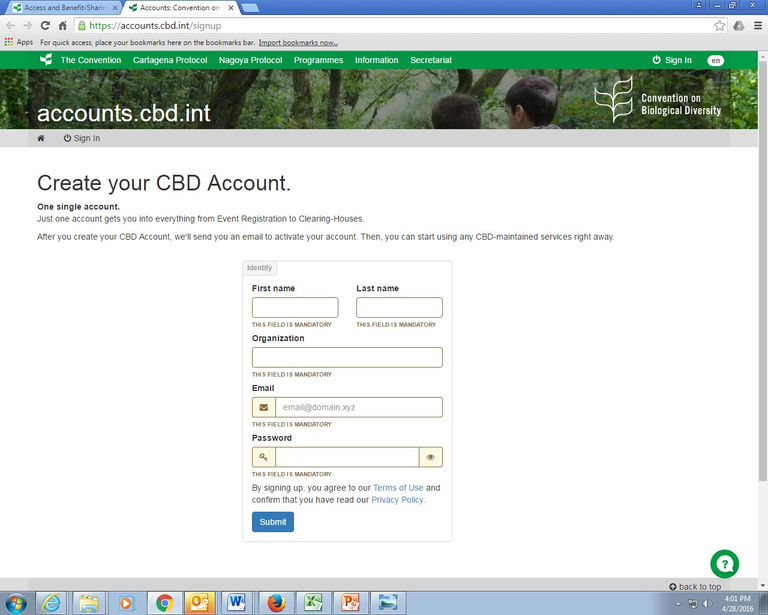 Access and Benefit-Sharin
Accounts: Convention on
https://accounts.cbd.int/signup
Apps For quick access, place your bookmarks here on the bookmarks bar. Import bookmarks now...
The Convention Cartagena Protocol Nagoya Protocol Programmes Information Secretariat Sign In en
accounts.cbd.int
Convention on
Biological Diversity
Sign In
Create your CBD Account.
One single account.
Just one account gets you into everything from Event Registration to Clearing-Houses.
After you create your CBD Account, we'll send you an email to activate your account. Then, you can start using any CBD-maintained services right away.
Identity
First name Last name
THIS FIELD IS MANDATORY THIS FIELD IS MANDATORY
Organization
THIS FIELD IS MANDATORY
Email
email@domain.xyz
THIS FIELD IS MANDATORY
Password
THIS FIELD IS MANDATORY
By signing up, you agree to our Terms of Use and
confirm that you have read our Privacy Policy.
Submit
?
back to top
4:01 PM
4/28/2016